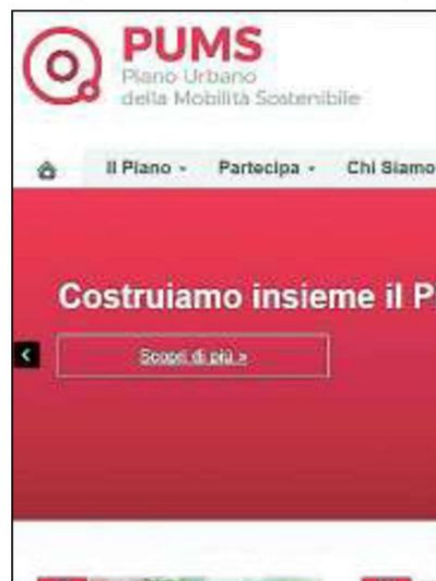 PUMS
Piano Urbano
della Mobilità Sostenibile
Il Piano
Partecipa
Chi Siamo
Costruiamo insieme il P
Scopri di più »